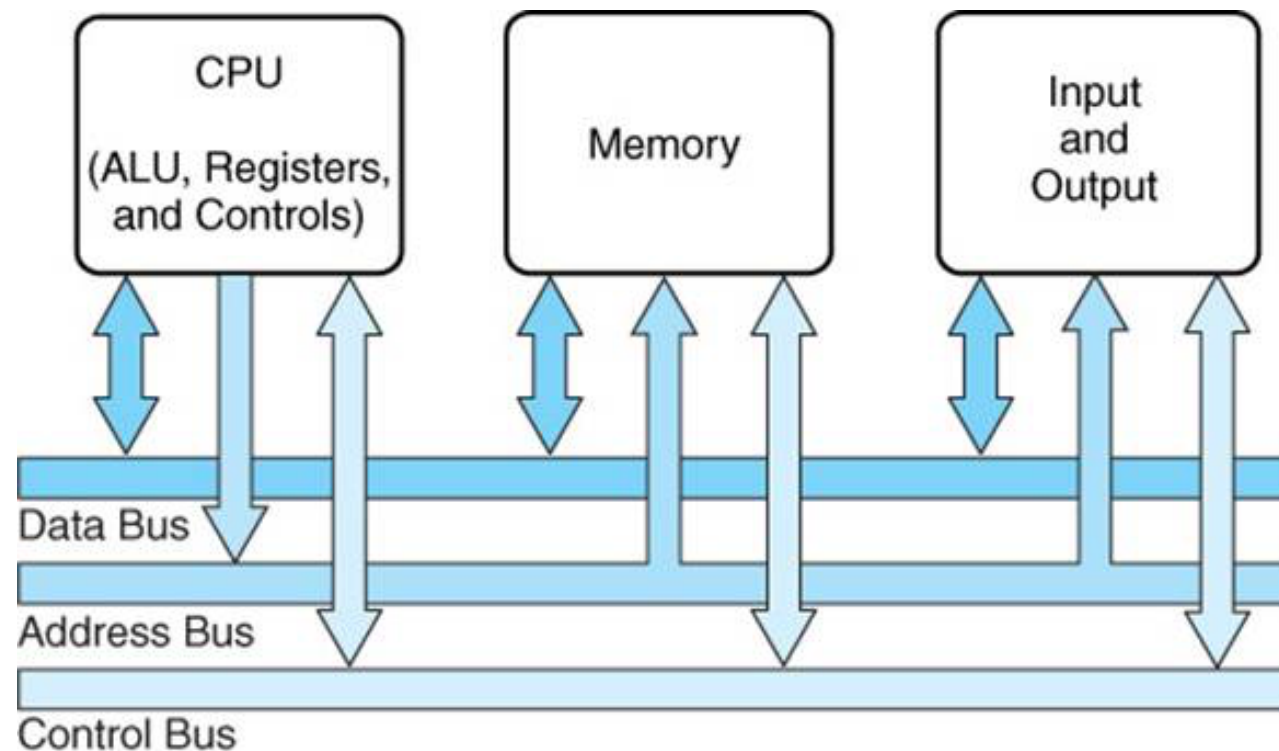 CPU
(ALU, Registers,
and Controls)
Memory
Input
and
Output
Data Bus
Address Bus
Control Bus